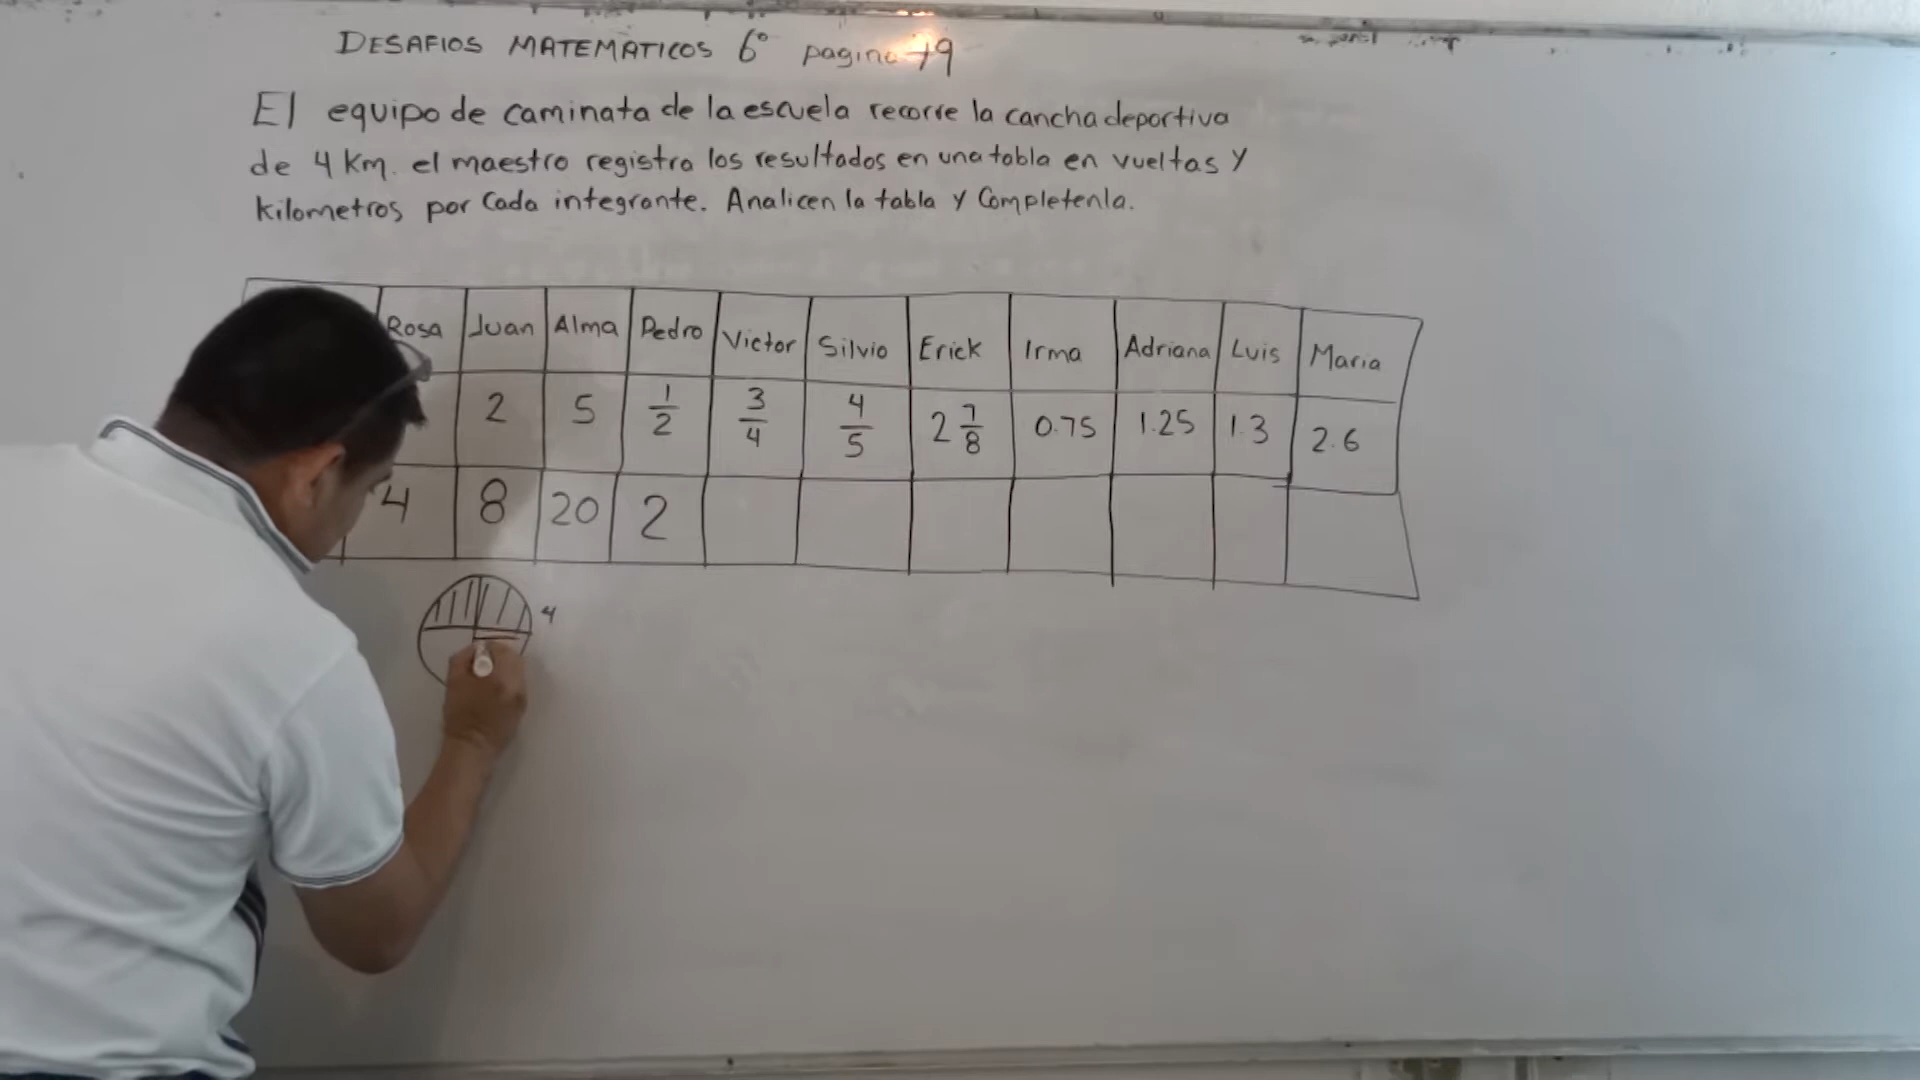 DESAFIOS MATEMATICOS 6° pagina 79
El equipo de caminata de la escuela recorre la cancha deportiva
de 4 Km. el maestro registra los resultados en una tabla en vueltas y
kilometros por cada integrante. Analicen la tabla y Completenla.
Rosa Juan Alma Pedro Victor Silvio Erick Irma Adriana Luis Maria
2 5 1/2 3/4 4/5 2 7/8 0.75 1.25 1.3 2.6
4 8 20 2
4